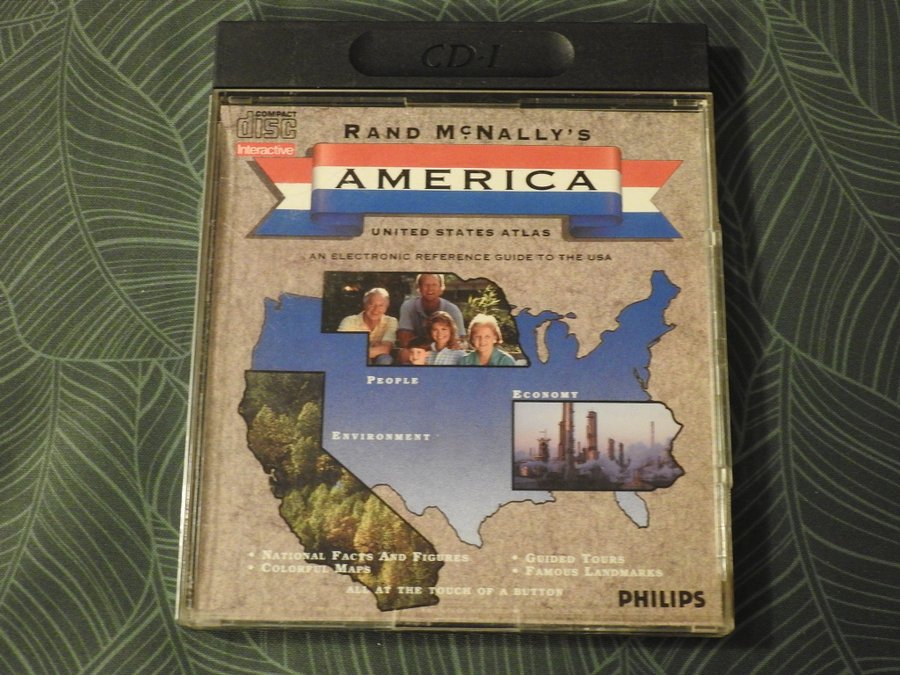 CD·I
COMPACT
disc
Interactive
RAND McNALLY'S
AMERICA
UNITED STATES ATLAS
AN ELECTRONIC REFERENCE GUIDE TO THE USA
PEOPLE
ECONOMY
ENVIRONMENT
• NATIONAL FACTS AND FIGURES
• COLORFUL MAPS
• GUIDED TOURS
• FAMOUS LANDMARKS
ALL AT THE TOUCH OF A BUTTON
PHILIPS